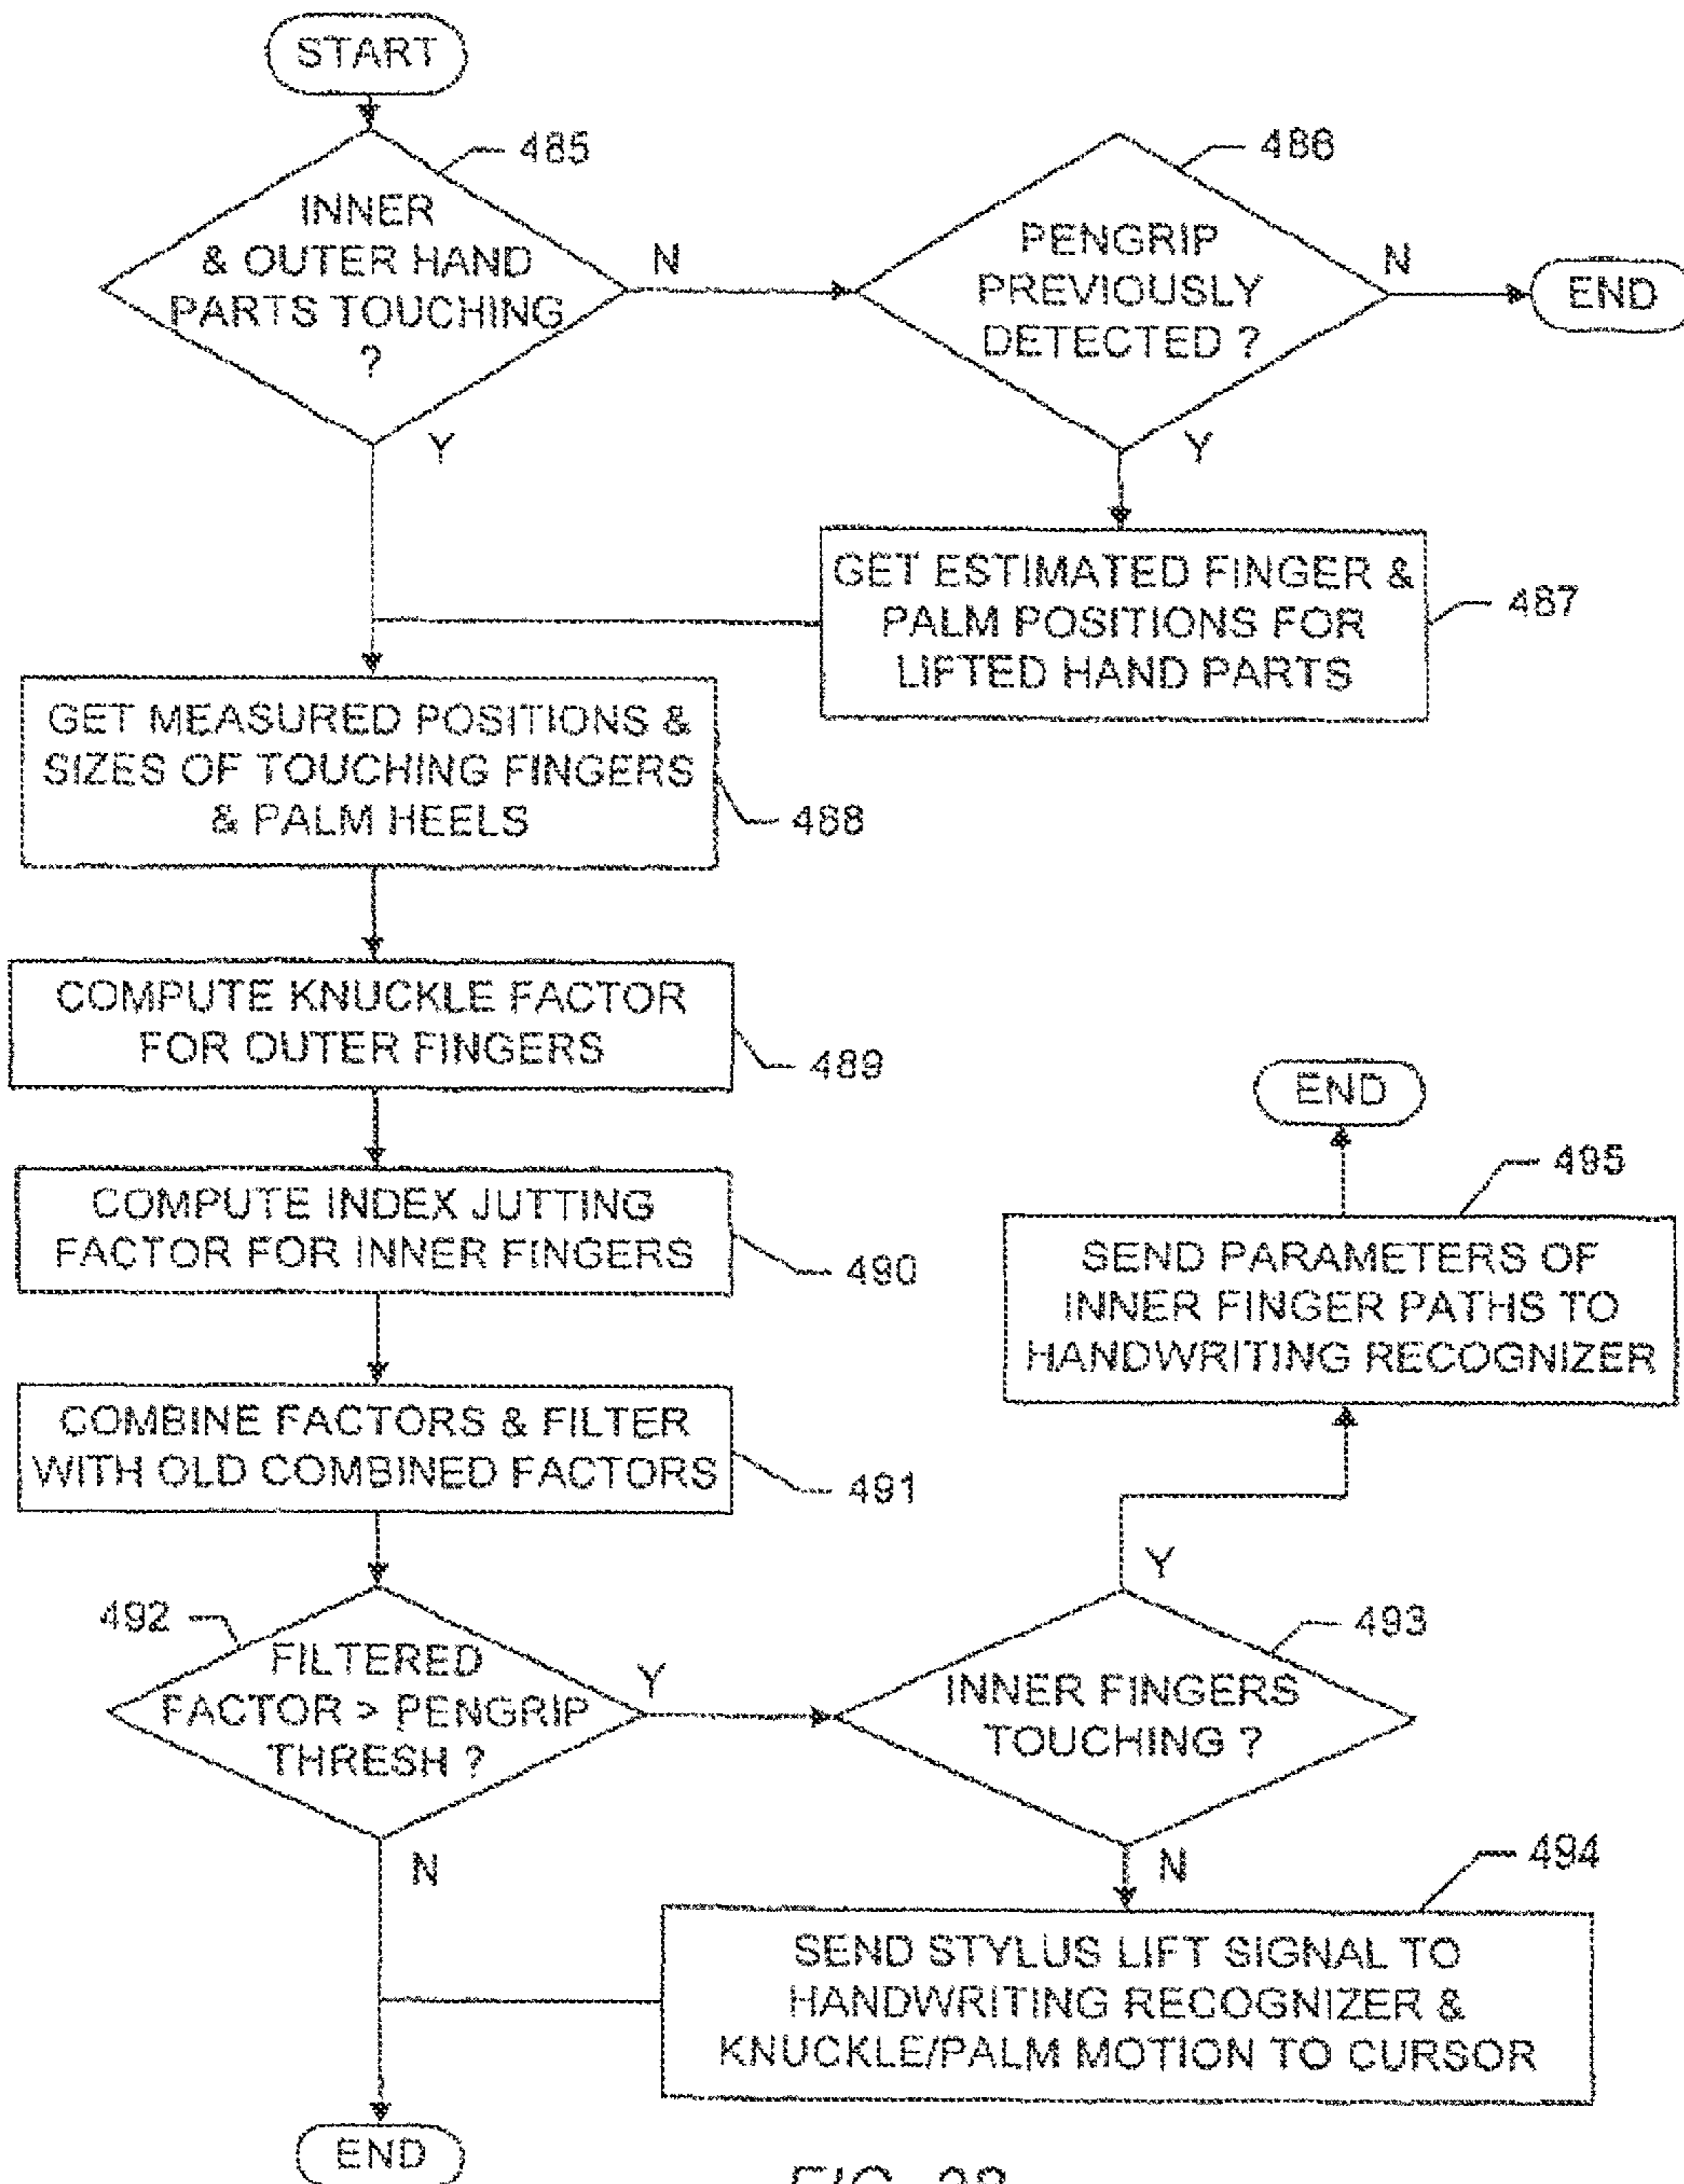 START
485
INNER
& OUTER HAND
PARTS TOUCHING
?
N
Y
486
PENGRIP
PREVIOUSLY
DETECTED ?
N
END
Y
GET ESTIMATED FINGER &
PALM POSITIONS FOR
LIFTED HAND PARTS
487
GET MEASURED POSITIONS &
SIZES OF TOUCHING FINGERS
& PALM HEELS
488
COMPUTE KNUCKLE FACTOR
FOR OUTER FINGERS
489
COMPUTE INDEX JUTTING
FACTOR FOR INNER FINGERS
490
COMBINE FACTORS & FILTER
WITH OLD COMBINED FACTORS
491
492
FILTERED
FACTOR > PENGRIP
THRESH ?
Y
N
END
495
SEND PARAMETERS OF
INNER FINGER PATHS TO
HANDWRITING RECOGNIZER
Y
493
INNER FINGERS
TOUCHING ?
N
494
SEND STYLUS LIFT SIGNAL TO
HANDWRITING RECOGNIZER &
KNUCKLE/PALM MOTION TO CURSOR
END